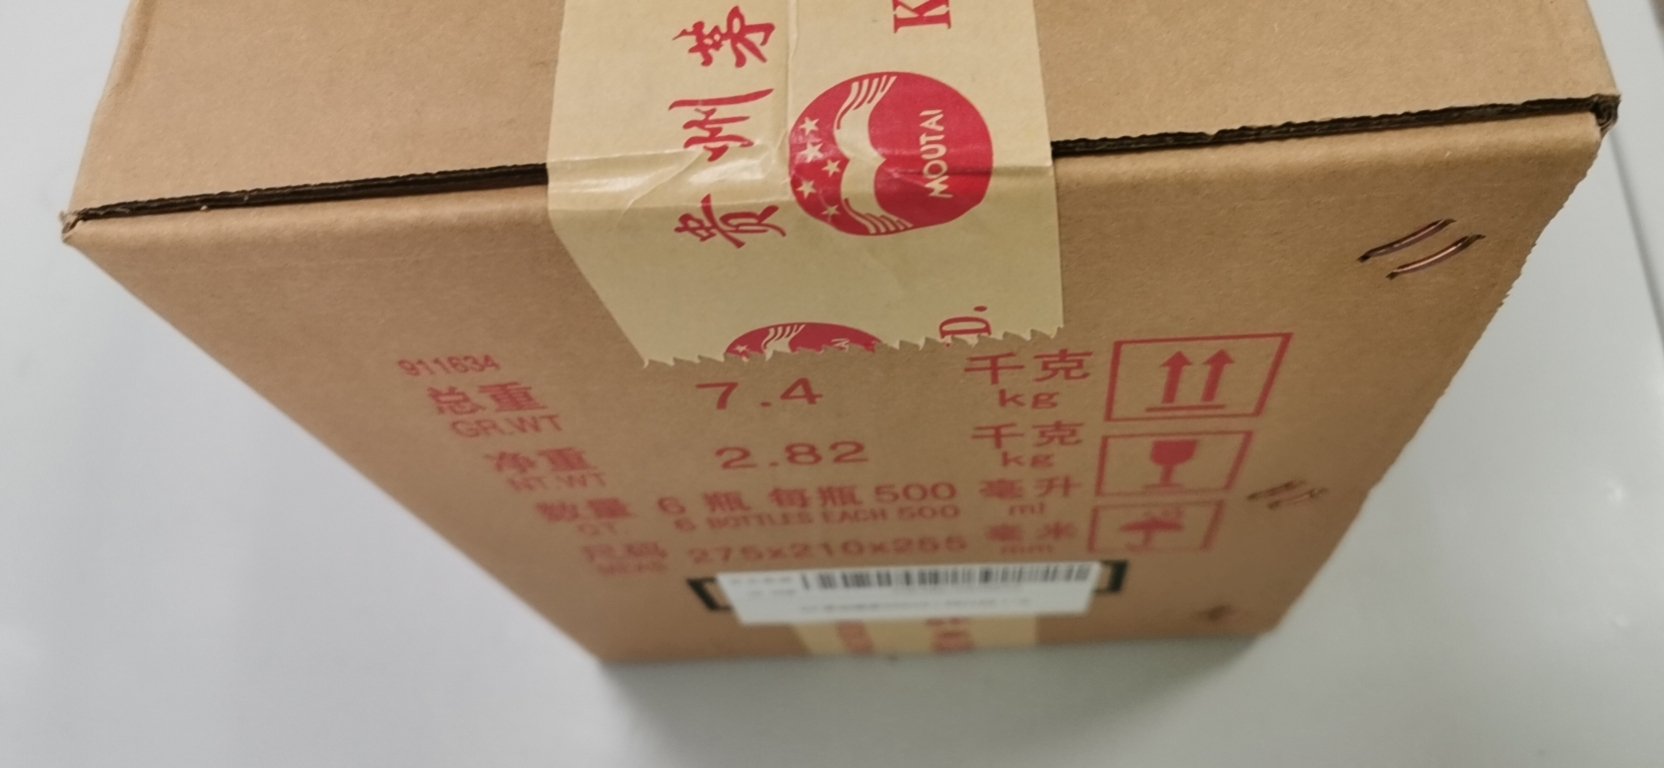 贵州茅
K
MOUTAI
D.
911634
总重 7.4 千克
GR.WT kg
净重 2.82 千克
NT.WT kg
数量 6 瓶 每瓶 500 毫升
QT 6 BOTTLES EACH 500 ml
尺码 275x210x255 毫米
MEAS mm